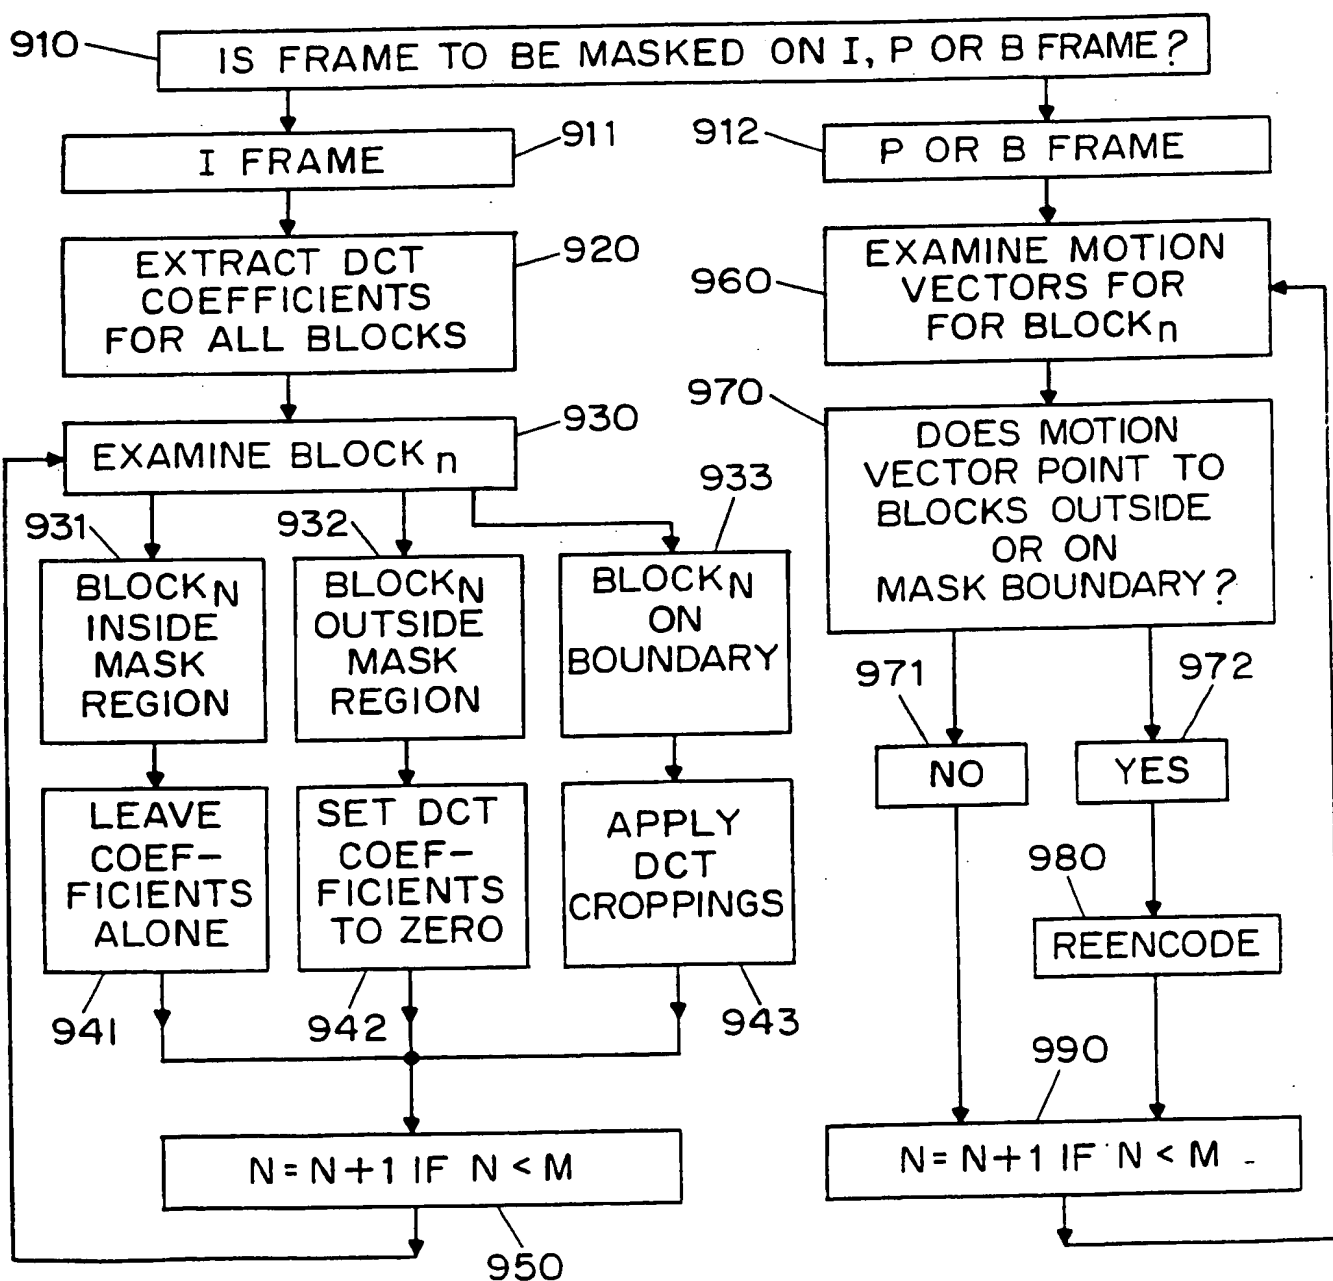 910
IS FRAME TO BE MASKED ON I, P OR B FRAME?
911
I FRAME
912
P OR B FRAME
920
EXTRACT DCT
COEFFICIENTS
FOR ALL BLOCKS
960
EXAMINE MOTION
VECTORS FOR
FOR BLOCKn
930
EXAMINE BLOCKn
970
DOES MOTION
VECTOR POINT TO
BLOCKS OUTSIDE
OR ON
MASK BOUNDARY?
931
BLOCKN
INSIDE
MASK
REGION
932
BLOCKN
OUTSIDE
MASK
REGION
933
BLOCKN
ON
BOUNDARY
971
NO
972
YES
LEAVE
COEF-
FICIENTS
ALONE
941
SET DCT
COEF-
FICIENTS
TO ZERO
942
APPLY
DCT
CROPPINGS
943
980
REENCODE
990
N=N+1 IF N<M
950
N=N+1 IF N<M